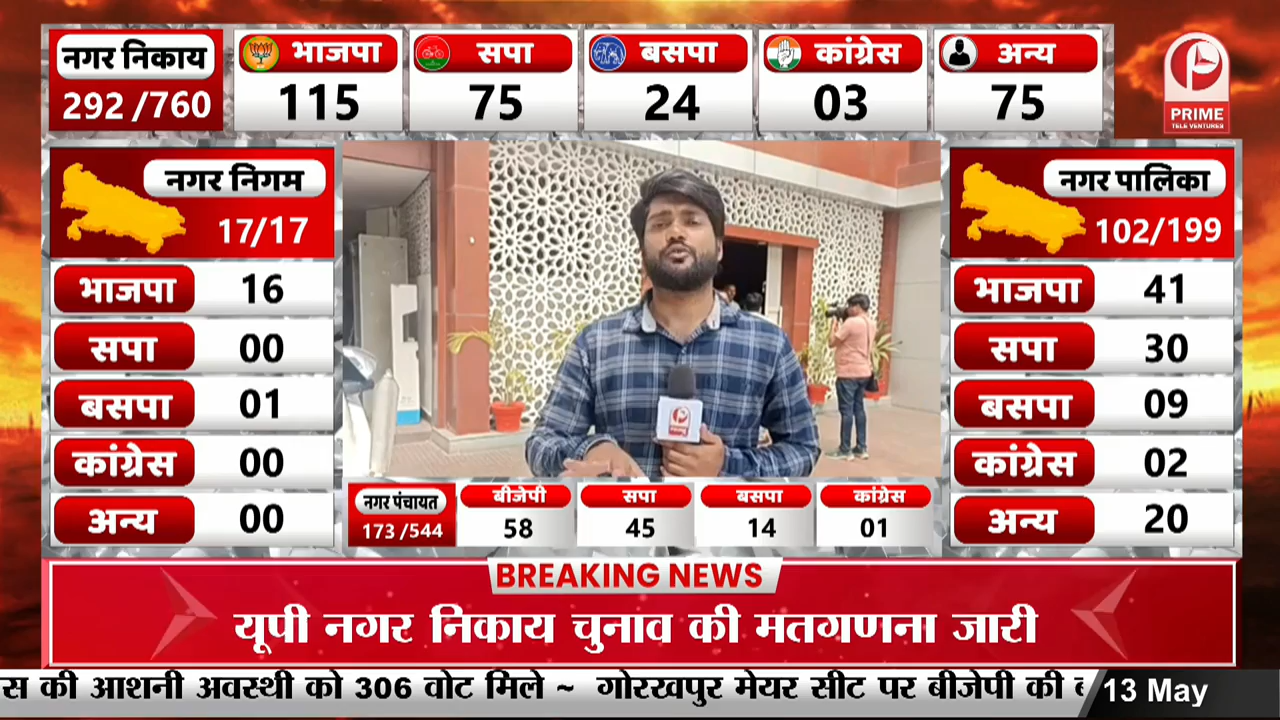 नगर निकाय
292 /760
भाजपा
115
सपा
75
बसपा
24
कांग्रेस
03
अन्य
75
PRIME
TELE VENTURES
नगर निगम
17/17
भाजपा 16
सपा 00
बसपा 01
कांग्रेस 00
अन्य 00
नगर पालिका
102/199
भाजपा 41
सपा 30
बसपा 09
कांग्रेस 02
अन्य 20
नगर पंचायत
173 /544
बीजेपी
58
सपा
45
बसपा
14
कांग्रेस
01
BREAKING NEWS
यूपी नगर निकाय चुनाव की मतगणना जारी
स की आशनी अवस्थी को 306 वोट मिले ~ गोरखपुर मेयर सीट पर बीजेपी की
13 May